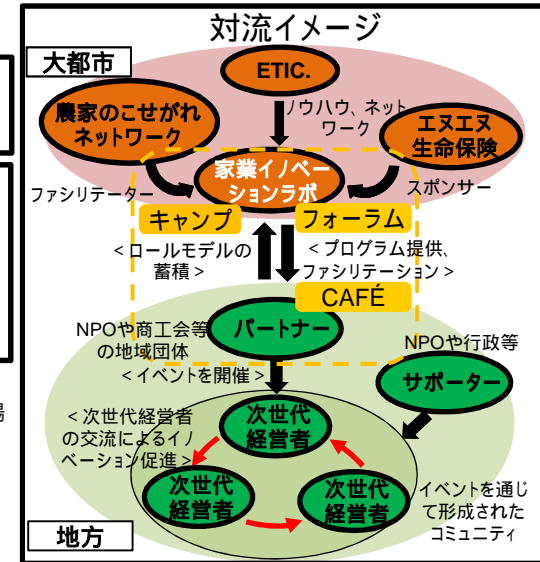 対流イメージ
大都市
ETIC.
農家のこせがれ
ネットワーク
ノウハウ、ネット
ワーク
エヌエヌ
生命保険
家業イノベー
ションラボ
ファシリテーター
スポンサー
キャンプ
フォーラム
＜ロールモデルの
蓄積＞
＜プログラム提供、
ファシリテーション＞
CAFÉ
NPOや商工会等
の地域団体
パートナー
NPOや行政等
サポーター
＜イベントを開催＞
場
＜次世代経営者
の交流によるイノ
ベーション促進＞
次世代
経営者
次世代
経営者
次世代
経営者
イベントを通じ
て形成された
コミュニティ
地方